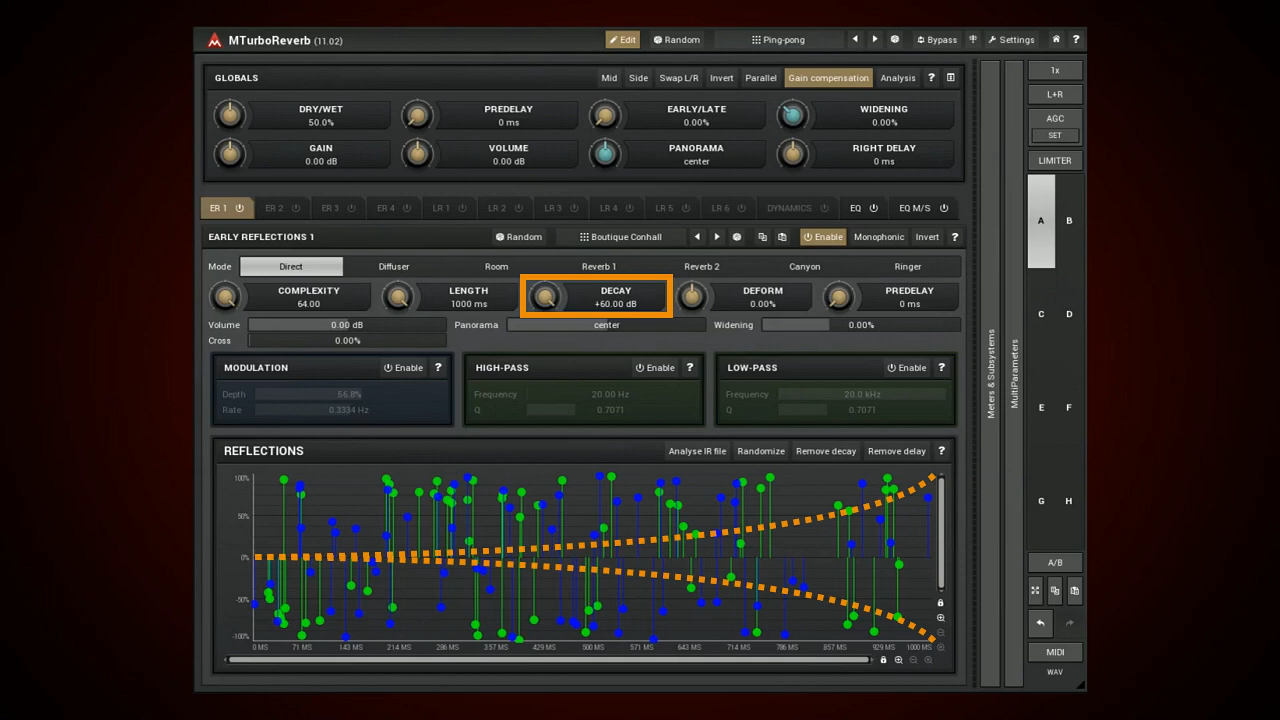 MTurboReverb (11.02) Edit Random Ping-pong Bypass Settings ?
GLOBALS Mid Side Swap L/R Invert Parallel Gain compensation Analysis ?
DRY/WET PREDELAY EARLY/LATE WIDENING
50.0% 0 ms 0.00% 0.00%
GAIN VOLUME PANORAMA RIGHT DELAY
0.00 dB 0.00 dB center 0 ms
ER 1 ER 2 ER 3 ER 4 LR 1 LR 2 LR 3 LR 4 LR 5 LR 6 DYNAMICS EQ EQ M/S
EARLY REFLECTIONS 1 Random Boutique Conhall Enable Monophonic Invert ?
Mode Direct Diffuser Room Reverb 1 Reverb 2 Canyon Ringer
COMPLEXITY LENGTH DECAY DEFORM PREDELAY
64.00 1000 ms +60.00 dB 0.00% 0 ms
Volume 0.00 dB Panorama center Widening 0.00%
Cross 0.00%
MODULATION Enable ? HIGH-PASS Enable ? LOW-PASS Enable ?
Depth 56.8% Frequency 20.00 Hz Frequency 20.0 kHz
Rate 0.3334 Hz Q 0.7071 Q 0.7071
REFLECTIONS Analyse IR file Randomize Remove decay Remove delay ?
100%
50%
0%
-50%
-100%
0 MS 71 MS 143 MS 214 MS 286 MS 357 MS 429 MS 500 MS 571 MS 643 MS 714 MS 786 MS 857 MS 929 MS 1000 MS
Meters & Subsystems
MultiParameters
1x
L+R
AGC
SET
LIMITER
A B
C D
E F
G H
A/B
MIDI
WAV